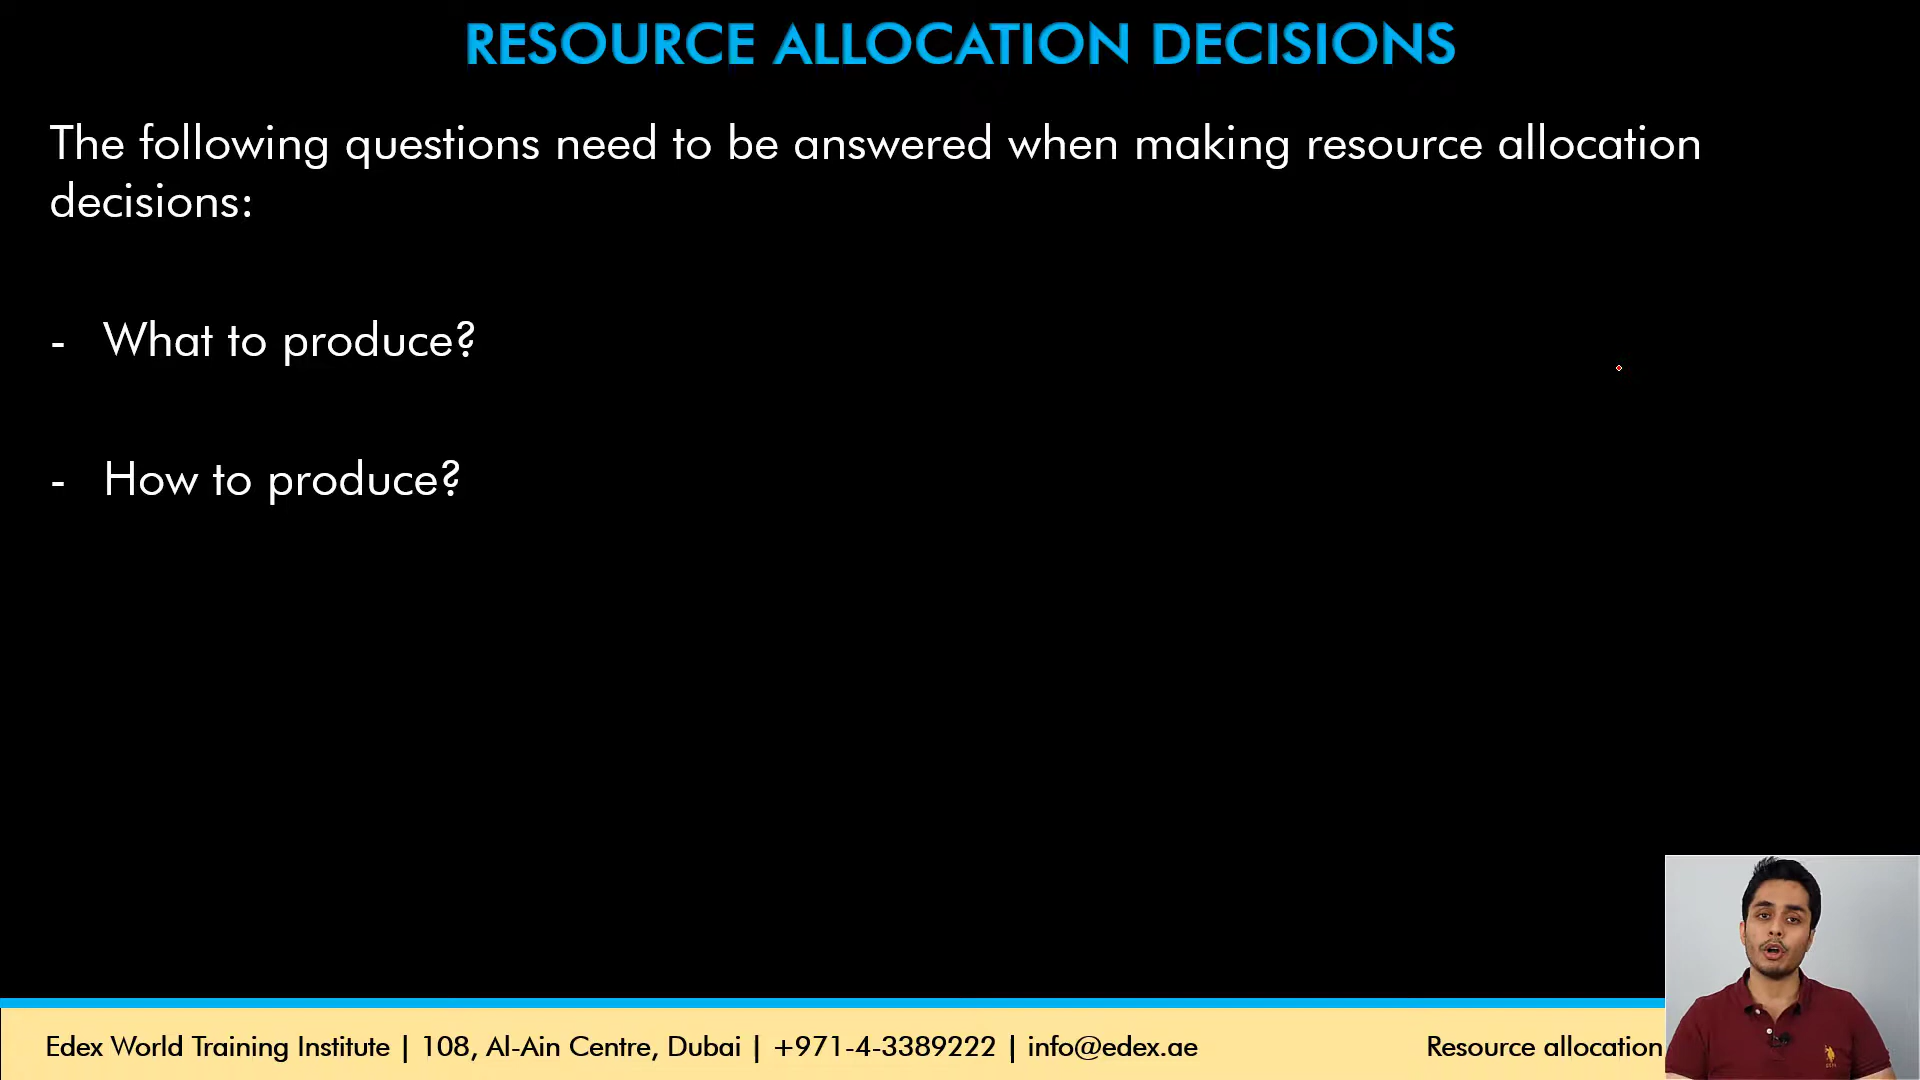 RESOURCE ALLOCATION DECISIONS
The following questions need to be answered when making resource allocation
decisions:
- What to produce?
- How to produce?
Edex World Training Institute | 108, Al-Ain Centre, Dubai | +971-4-3389222 | info@edex.ae
Resource allocation